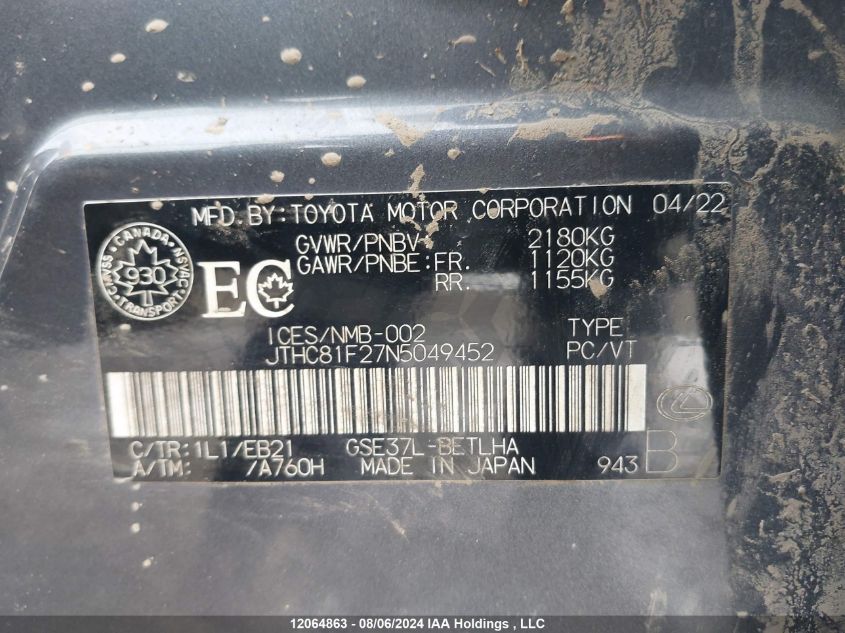 MFD. BY: TOYOTA MOTOR CORPORATION 04/22
GVWR/PNBV 2180KG
GAWR/PNBE: FR. 1120KG
RR. 1155KG
CANADA
930
TRANSPORT
CMVSS
NSVAC
EC
ICES/NMB-002
JTHC81F27N5049452
TYPE
PC/VT
C/TR: 1L1/EB21 GSE37L-BETLHA
A/TM: /A760H MADE IN JAPAN 943 B
12064863 - 08/06/2024 IAA Holdings , LLC